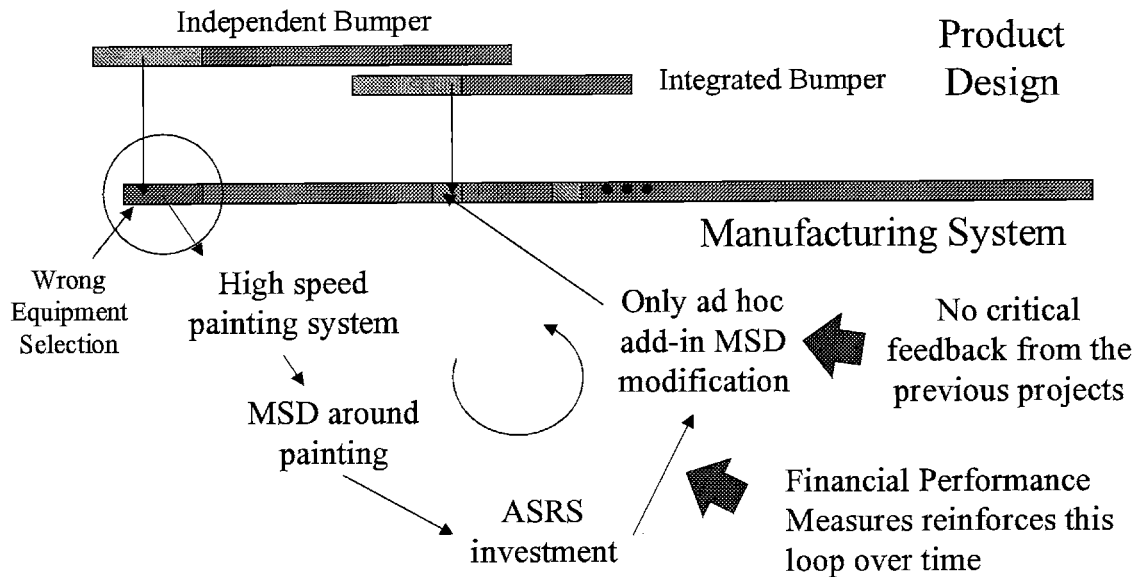 Independent Bumper
Product
Design
Integrated Bumper
Manufacturing System
Wrong
Equipment
Selection
High speed
painting system
Only ad hoc
add-in MSD
modification
No critical
feedback from the
previous projects
MSD around
painting
ASRS
investment
Financial Performance
Measures reinforces this
loop over time